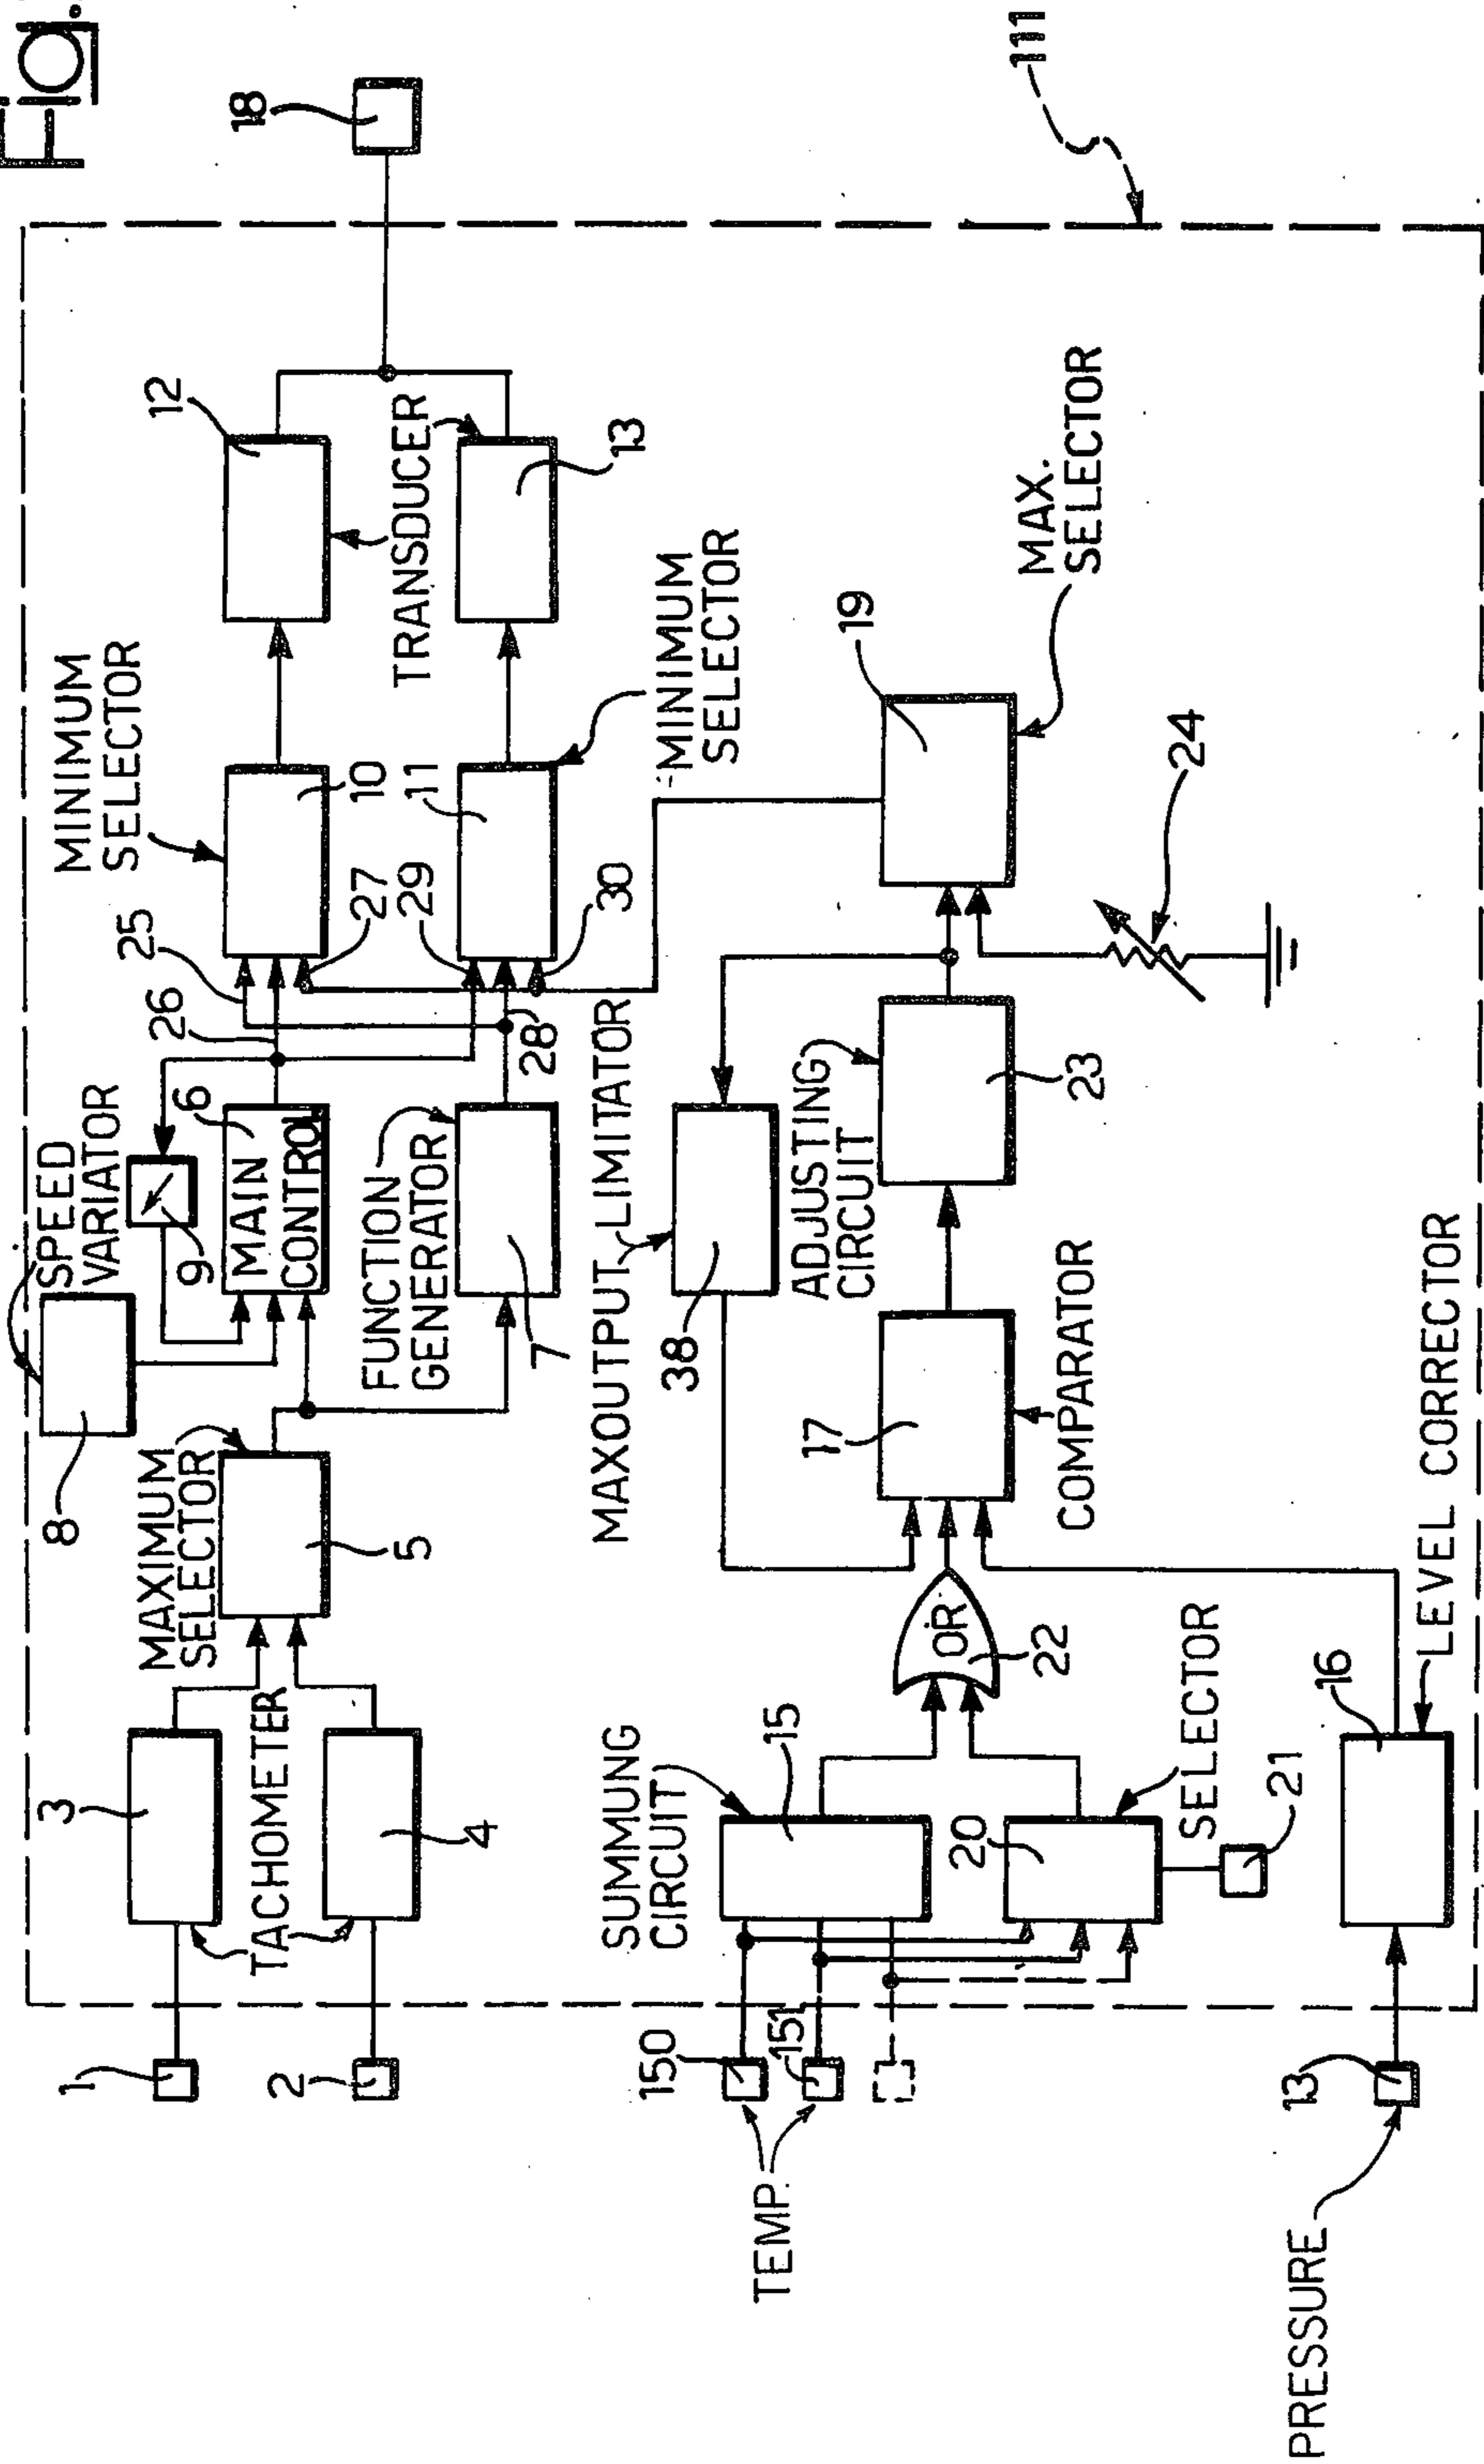 Fig.
18
111
12
TRANSDUCER
13
MINIMUM
SELECTOR
10
11
MINIMUM
SELECTOR
19
MAX.
SELECTOR
24
25
26
27
29
28
30
SPEED
VARIATOR
8
9
6
MAIN
CONTROL
FUNCTION
GENERATOR
7
MAXOUTPUT LIMITATOR
38
ADJUSTING
CIRCUIT
23
17
COMPARATOR
MAXIMUM
SELECTOR
5
3
TACHOMETER
4
1
2
SUMMUNG
CIRCUIT
15
OR
22
20
SELECTOR
21
16
LEVEL CORRECTOR
150
151
TEMP.
13
PRESSURE